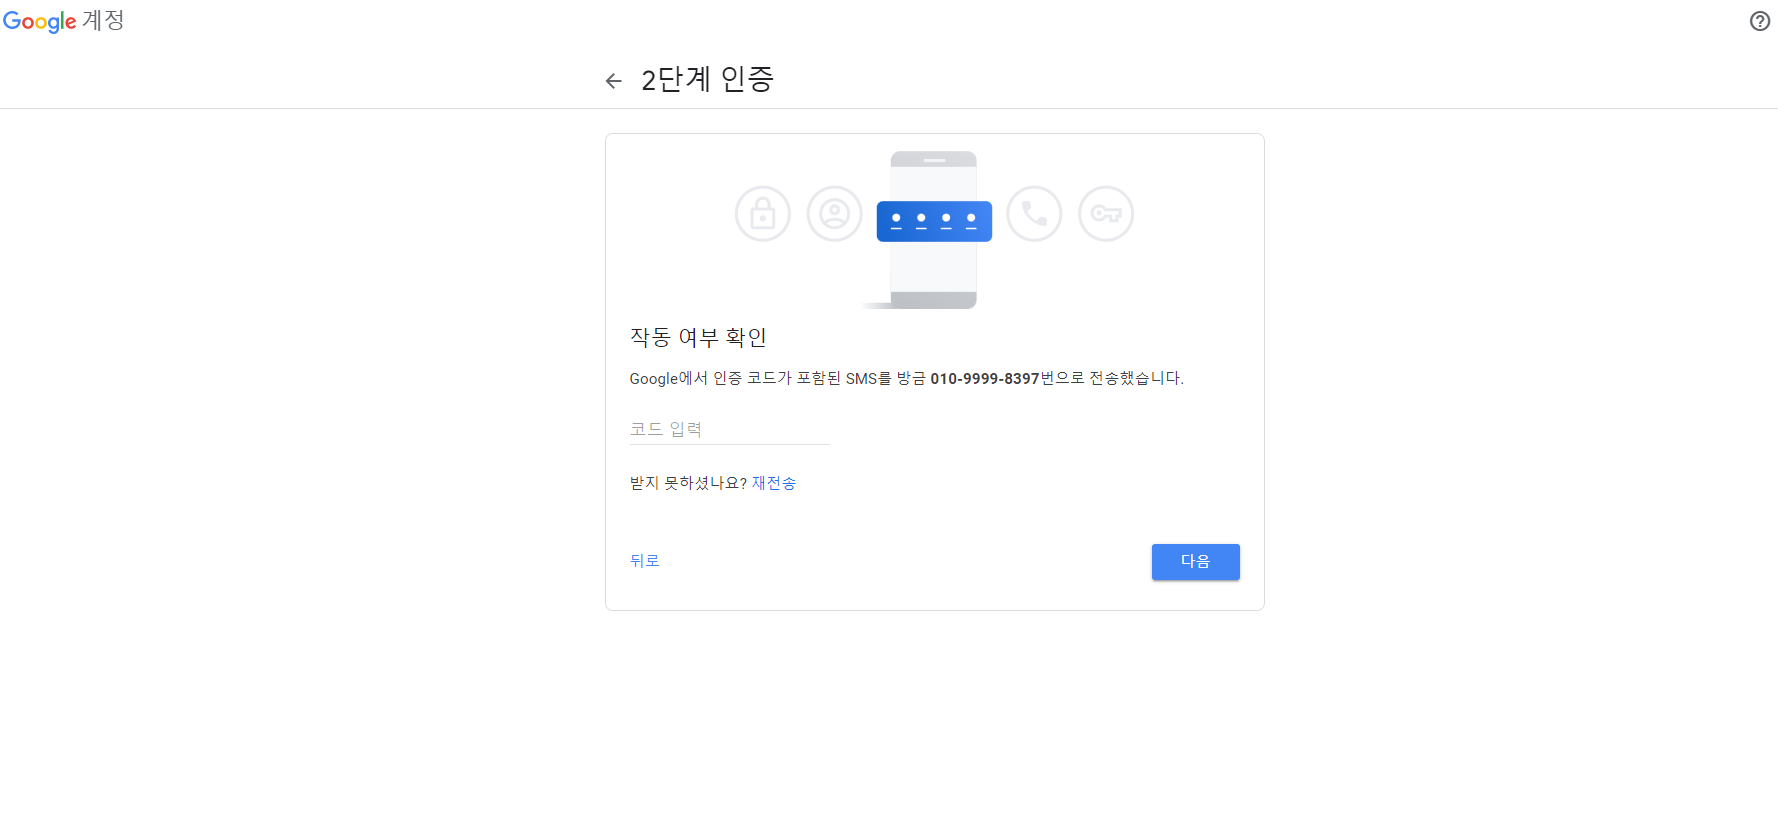 Google 계정
2단계 인증
작동 여부 확인
Google에서 인증 코드가 포함된 SMS를 방금 010-9999-8397번으로 전송했습니다.
코드 입력
받지 못하셨나요? 재전송
뒤로
다음